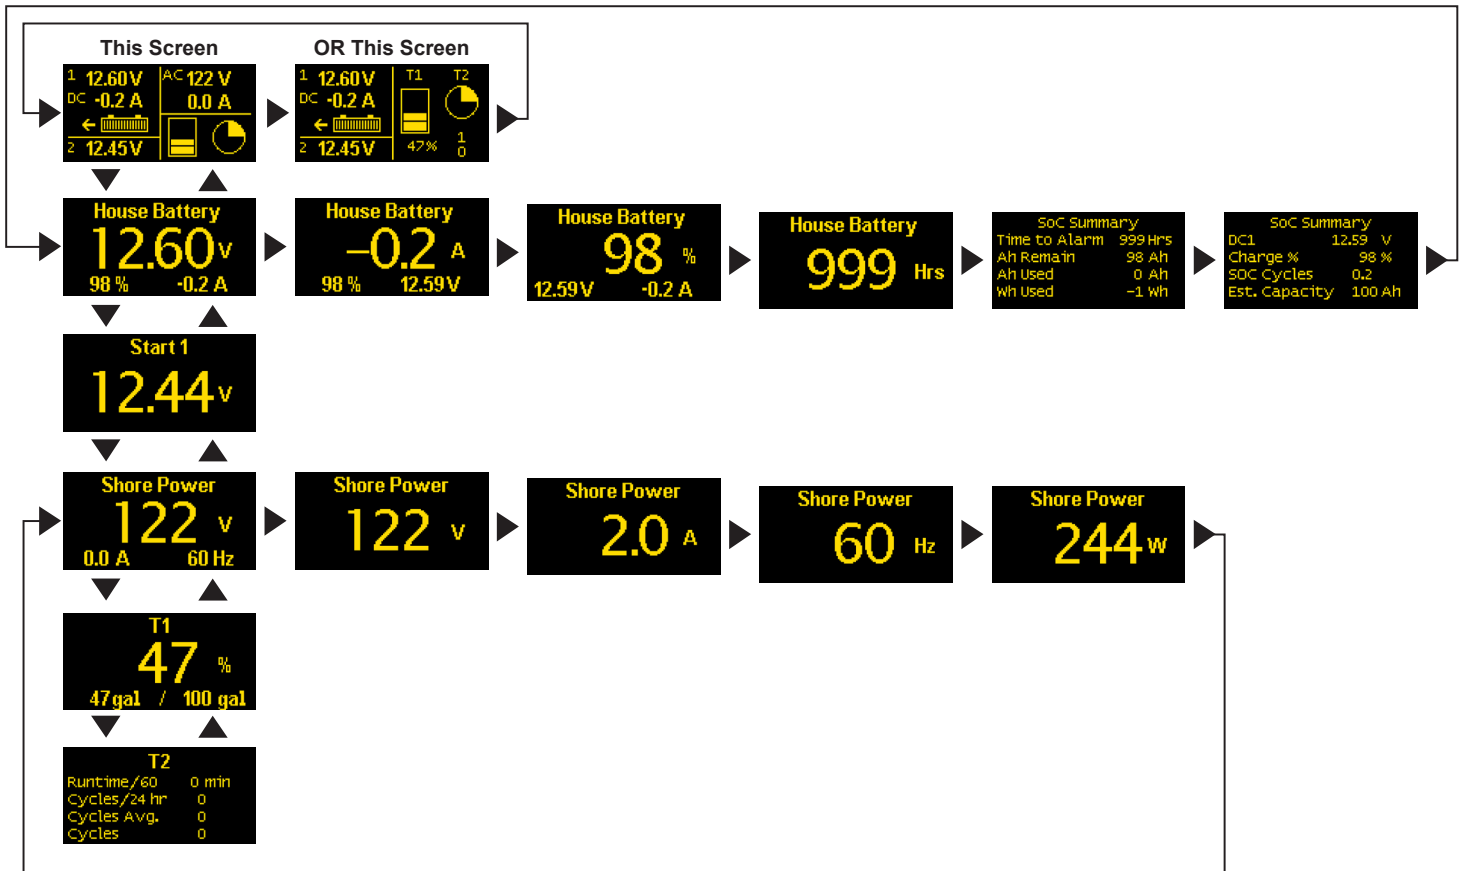 This Screen
OR This Screen
1 12.60V AC 122 V
DC -0.2 A 0.0 A
2 12.45V
1 12.60V T1 T2
DC -0.2 A
2 12.45V 47% 1
0
House Battery
12.60 V
98 % -0.2 A
House Battery
–0.2 A
98 % 12.59V
House Battery
98 %
12.59V -0.2 A
House Battery
999 Hrs
SoC Summary
Time to Alarm 999 Hrs
Ah Remain 98 Ah
Ah Used 0 Ah
Wh Used –1 Wh
SoC Summary
DC1 12.59 V
Charge % 98 %
SOC Cycles 0.2
Est. Capacity 100 Ah
Start 1
12.44 V
Shore Power
122 V
0.0 A 60 Hz
Shore Power
122 V
Shore Power
2.0 A
Shore Power
60 Hz
Shore Power
244 W
T1
47 %
47 gal / 100 gal
T2
Runtime/60 0 min
Cycles/24 hr 0
Cycles Avg. 0
Cycles 0